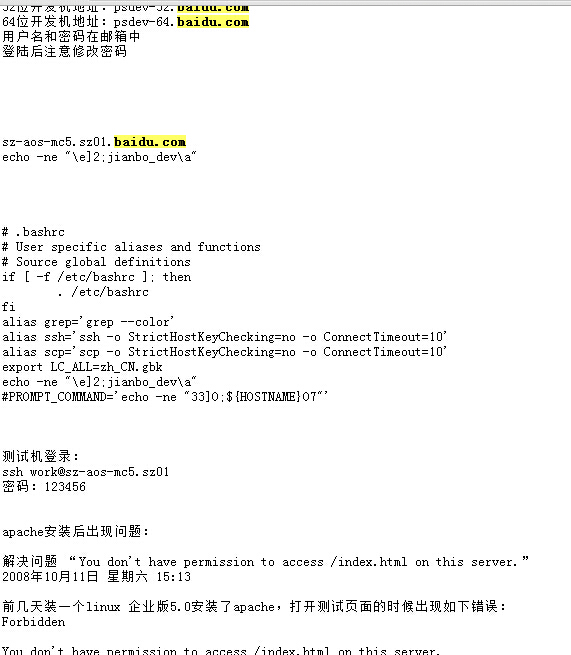 32位开发机地址: psdev-32.baidu.com
64位开发机地址: psdev-64.baidu.com
用户名和密码在邮箱中
登陆后注意修改密码
sz-aos-mc5.sz01.baidu.com
echo -ne "\e]2;jianbo_dev\a"
# .bashrc
# User specific aliases and functions
# Source global definitions
if [ -f /etc/bashrc ]; then
. /etc/bashrc
fi
alias grep='grep --color'
alias ssh='ssh -o StrictHostKeyChecking=no -o ConnectTimeout=10'
alias scp='scp -o StrictHostKeyChecking=no -o ConnectTimeout=10'
export LC_ALL=zh_CN.gbk
echo -ne "\e]2;jianbo_dev\a"
#PROMPT_COMMAND='echo -ne "33]0;${HOSTNAME}07"'
测试机登录:
ssh work@sz-aos-mc5.sz01
密码: 123456
apache安装后出现问题:
解决问题 “You don't have permission to access /index.html on this server.”
2008年10月11日 星期六 15:13
前几天装一个linux 企业版5.0安装了apache，打开测试页面的时候出现如下错误:
Forbidden
You don't have permission to access /index.html on this server.